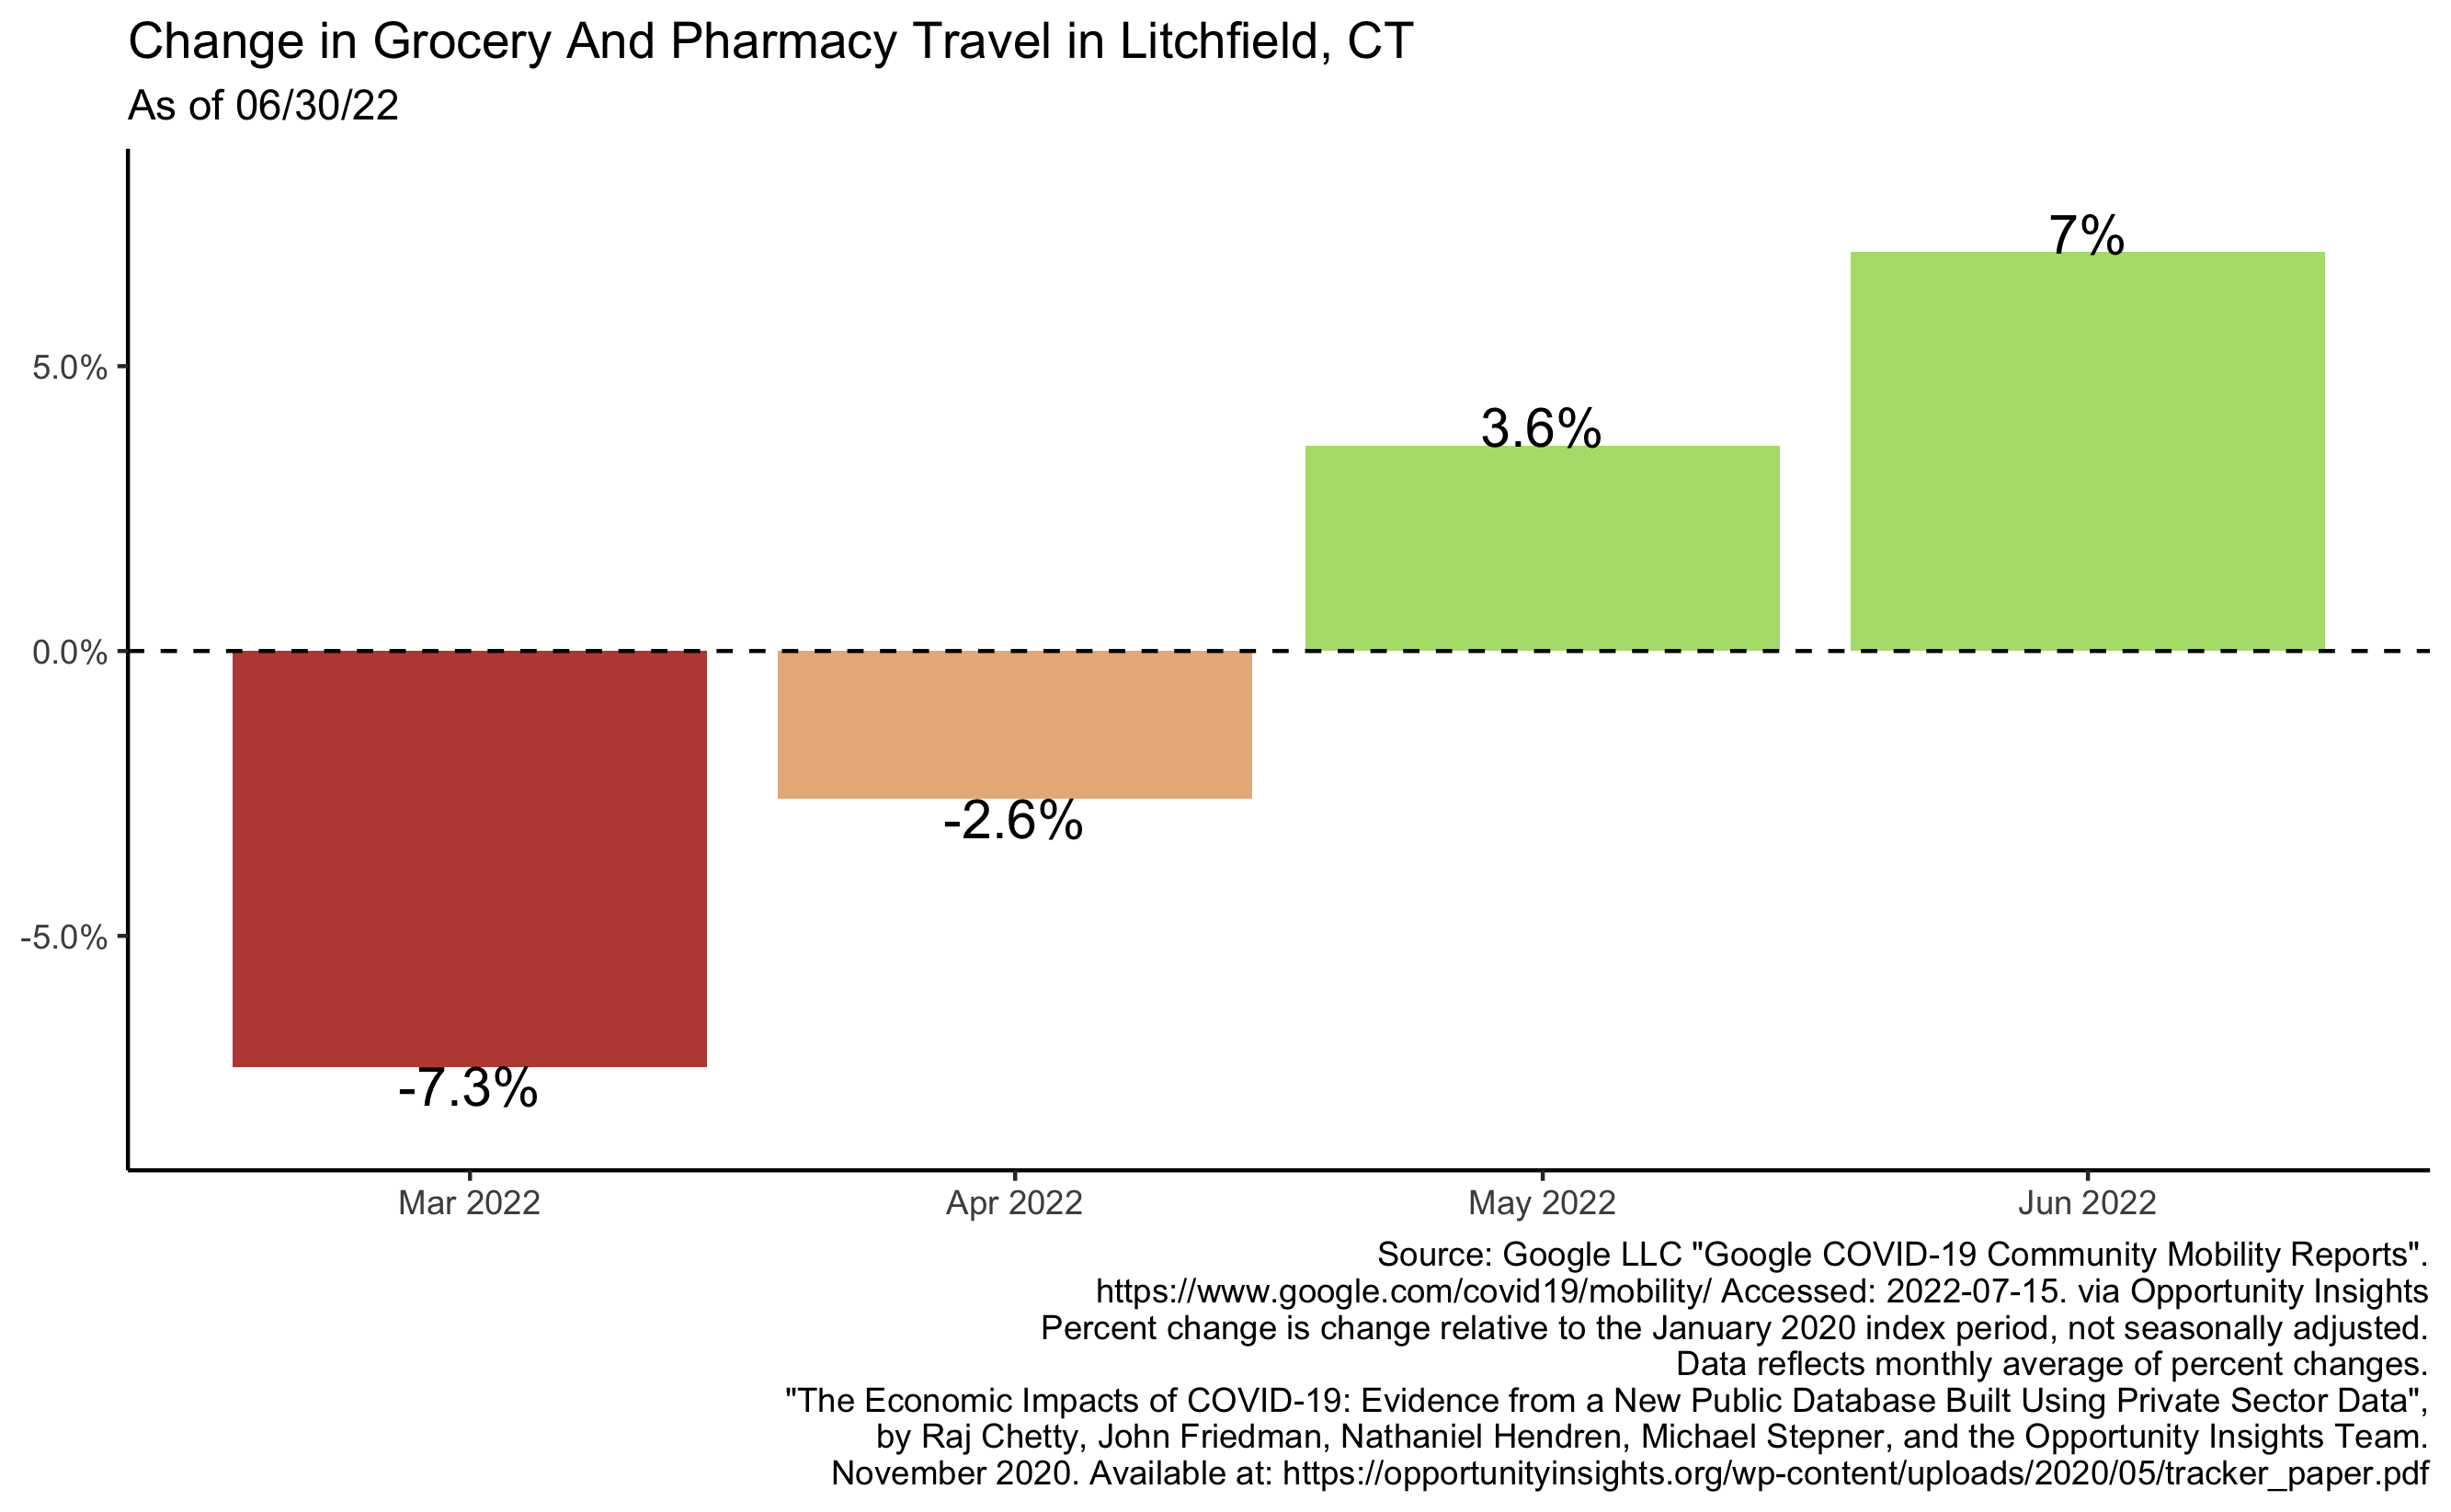 Change in Grocery And Pharmacy Travel in Litchfield, CT
As of 06/30/22
7%
5.0%
3.6%
0.0%
-2.6%
-5.0%
-7.3%
Mar 2022 Apr 2022 May 2022 Jun 2022
Source: Google LLC "Google COVID-19 Community Mobility Reports".
https://www.google.com/covid19/mobility/ Accessed: 2022-07-15. via Opportunity Insights
Percent change is change relative to the January 2020 index period, not seasonally adjusted.
Data reflects monthly average of percent changes.
"The Economic Impacts of COVID-19: Evidence from a New Public Database Built Using Private Sector Data",
by Raj Chetty, John Friedman, Nathaniel Hendren, Michael Stepner, and the Opportunity Insights Team.
November 2020. Available at: https://opportunityinsights.org/wp-content/uploads/2020/05/tracker_paper.pdf